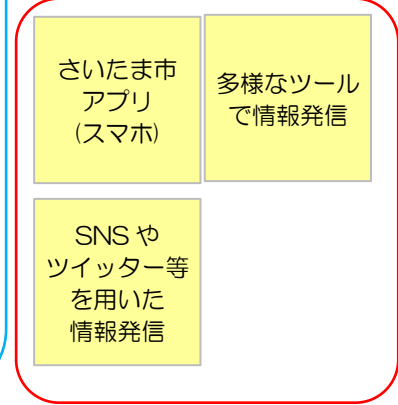 さいたま市
アプリ
（スマホ）
多様なツール
で情報発信
SNS や
ツイッター等
を用いた
情報発信